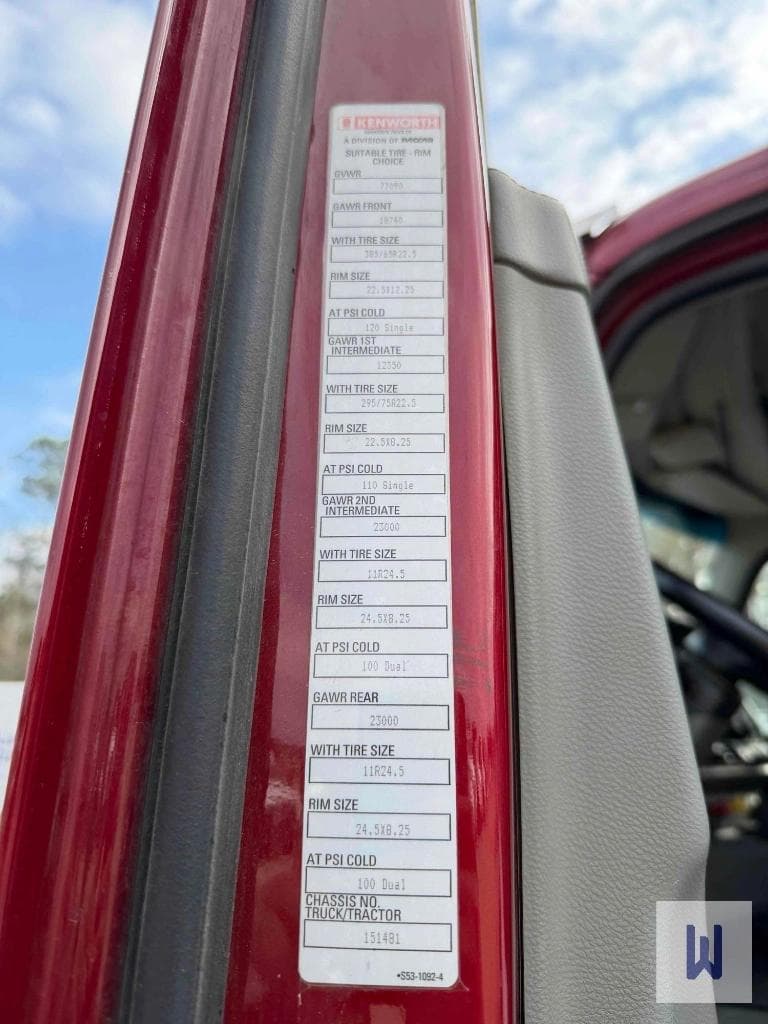 KENWORTH
A DIVISION OF PACCAR
SUITABLE TIRE - RIM
CHOICE
GVWR
77090
GAWR FRONT
18740
WITH TIRE SIZE
385/65R22.5
RIM SIZE
22.5X12.25
AT PSI COLD
120 Single
GAWR 1ST
INTERMEDIATE
12350
WITH TIRE SIZE
295/75R22.5
RIM SIZE
22.5X8.25
AT PSI COLD
110 Single
GAWR 2ND
INTERMEDIATE
23000
WITH TIRE SIZE
11R24.5
RIM SIZE
24.5X8.25
AT PSI COLD
100 Dual
GAWR REAR
23000
WITH TIRE SIZE
11R24.5
RIM SIZE
24.5X8.25
AT PSI COLD
100 Dual
CHASSIS NO.
TRUCK/TRACTOR
151481
•S53-1092-4
W